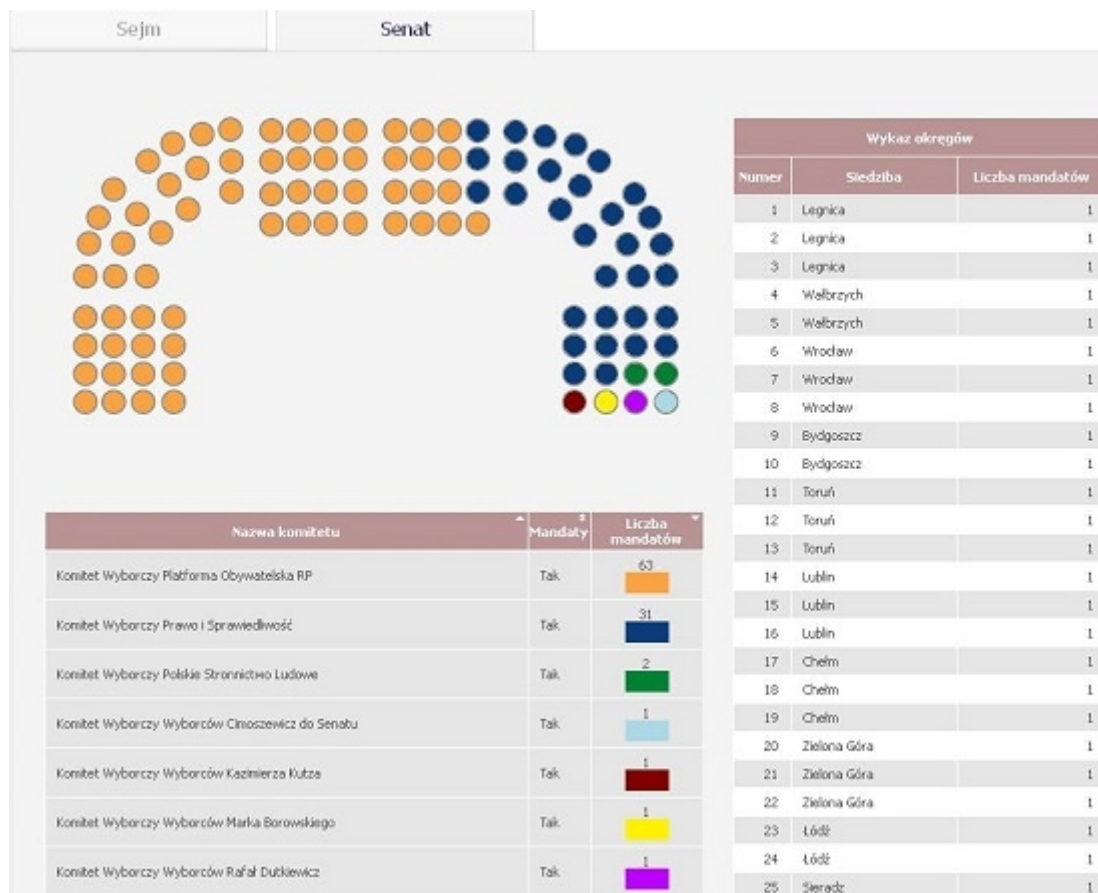 Sejm Senat
Nazwa komitetu Mandaty Liczba mandatów
Komitet Wyborczy Platforma Obywatelska RP Tak 63
Komitet Wyborczy Prawo i Sprawiedliwość Tak 31
Komitet Wyborczy Polskie Stronnictwo Ludowe Tak 2
Komitet Wyborczy Wyborców Cimoszewicz do Senatu Tak 1
Komitet Wyborczy Wyborców Kazimierza Kutza Tak 1
Komitet Wyborczy Wyborców Marka Borowskiego Tak 1
Komitet Wyborczy Wyborców Rafał Dutkiewicz Tak 1
Wykaz okręgów
Numer Siedziba Liczba mandatów
1 Legnica 1
2 Legnica 1
3 Legnica 1
4 Wałbrzych 1
5 Wałbrzych 1
6 Wrocław 1
7 Wrocław 1
8 Wrocław 1
9 Bydgoszcz 1
10 Bydgoszcz 1
11 Toruń 1
12 Toruń 1
13 Toruń 1
14 Lublin 1
15 Lublin 1
16 Lublin 1
17 Chełm 1
18 Chełm 1
19 Chełm 1
20 Zielona Góra 1
21 Zielona Góra 1
22 Zielona Góra 1
23 Łódź 1
24 Łódź 1
25 Sieradz 1